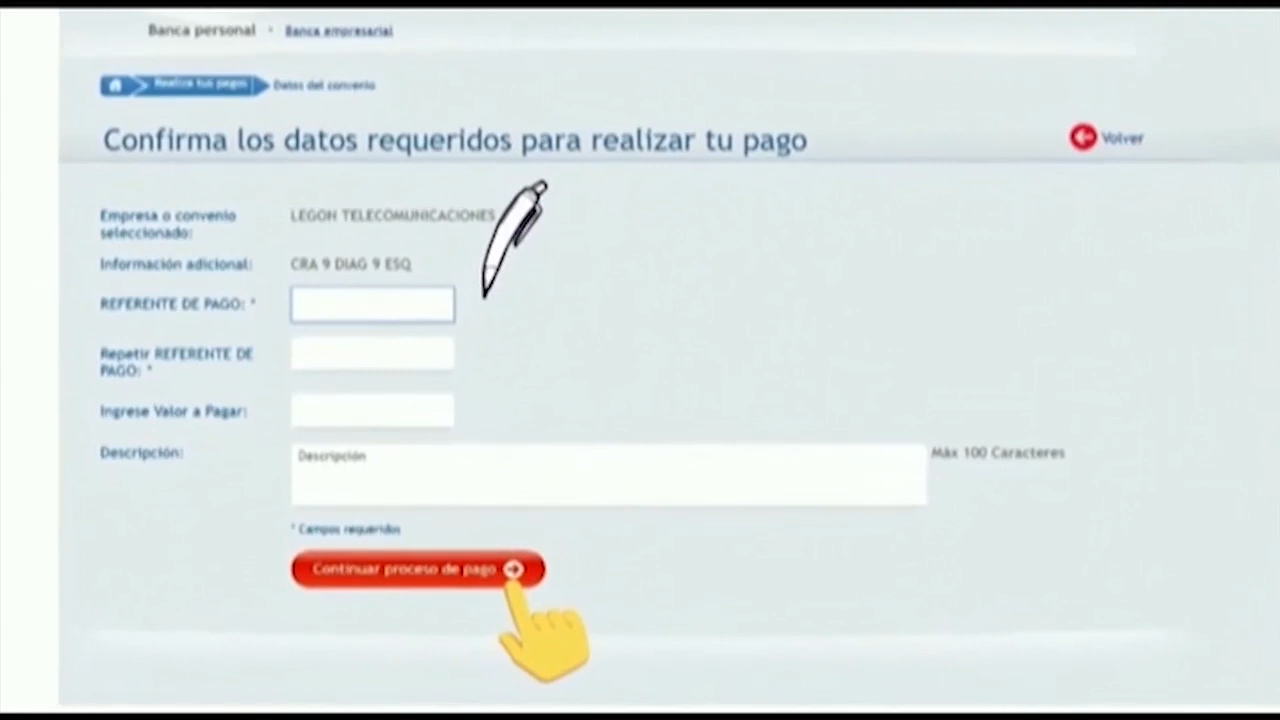 Banca personal · Banca empresarial
Realiza tus pagos Datos del convenio
Confirma los datos requeridos para realizar tu pago
Volver
Empresa o convenio seleccionado: LEGON TELECOMUNICACIONES
Información adicional: CRA 9 DIAG 9 ESQ
REFERENTE DE PAGO: *
Repetir REFERENTE DE
PAGO: *
Ingrese Valor a Pagar:
Descripción: Descripción Máx 100 Caracteres
* Campos requeridos
Continuar proceso de pago